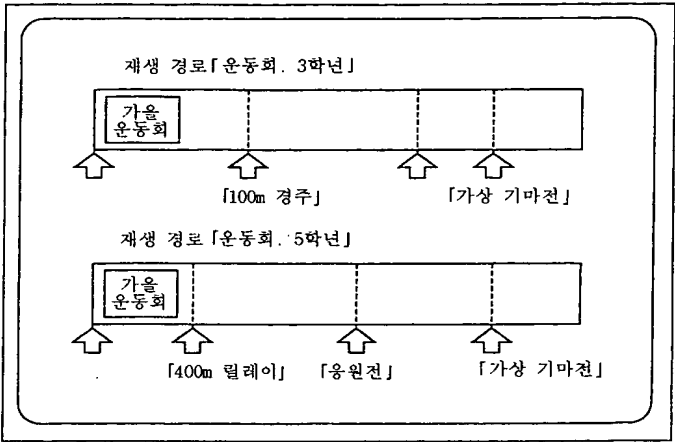 재생 경로「운동회. 3학년」
가을
운동회
「100m 경주」
「가상 기마전」
재생 경로「운동회. 5학년」
가을
운동회
「400m 릴레이」
「응원전」
「가상 기마전」